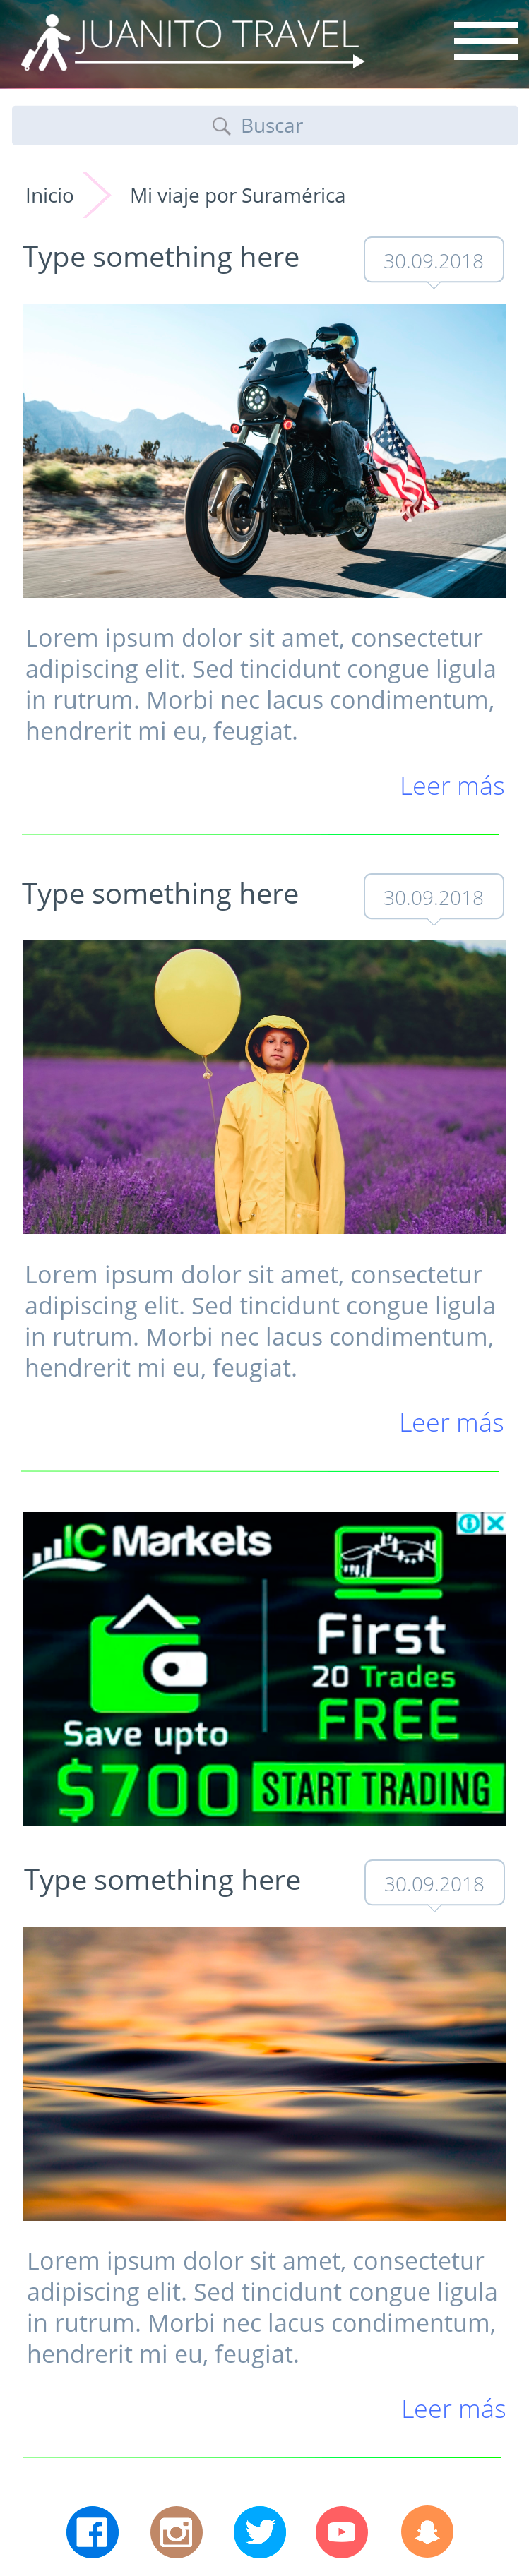 JUANITO TRAVEL
Buscar
Inicio Mi viaje por Suramérica
Type something here 30.09.2018
Lorem ipsum dolor sit amet, consectetur
adipiscing elit. Sed tincidunt congue ligula
in rutrum. Morbi nec lacus condimentum,
hendrerit mi eu, feugiat.
Leer más
Type something here 30.09.2018
Lorem ipsum dolor sit amet, consectetur
adipiscing elit. Sed tincidunt congue ligula
in rutrum. Morbi nec lacus condimentum,
hendrerit mi eu, feugiat.
Leer más
IC Markets
Save upto
$700
First
20 Trades
FREE
START TRADING
Type something here 30.09.2018
Lorem ipsum dolor sit amet, consectetur
adipiscing elit. Sed tincidunt congue ligula
in rutrum. Morbi nec lacus condimentum,
hendrerit mi eu, feugiat.
Leer más